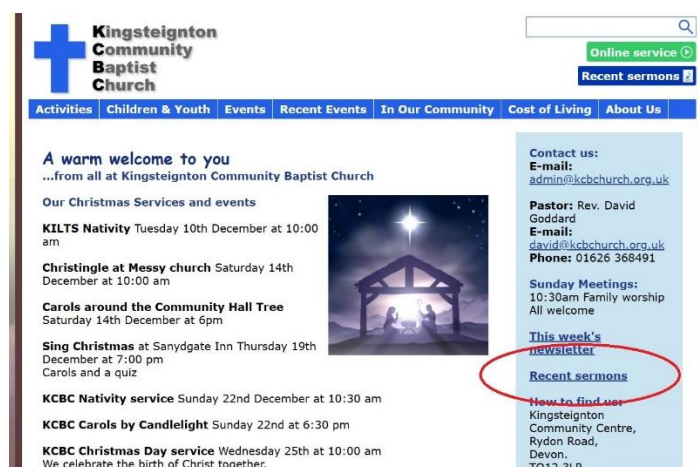 Kingsteignton
Community
Baptist
Church
Online service
Recent sermons
Activities Children & Youth Events Recent Events In Our Community Cost of Living About Us
A warm welcome to you
...from all at Kingsteignton Community Baptist Church
Our Christmas Services and events
KILTS Nativity Tuesday 10th December at 10:00
am
Christingle at Messy church Saturday 14th
December at 10:00 am
Carols around the Community Hall Tree
Saturday 14th December at 6pm
Sing Christmas at Sanydgate Inn Thursday 19th
December at 7:00 pm
Carols and a quiz
KCBC Nativity service Sunday 22nd December at 10:30 am
KCBC Carols by Candlelight Sunday 22nd at 6:30 pm
KCBC Christmas Day service Wednesday 25th at 10:00 am
We celebrate the birth of Christ together.
Contact us:
E-mail:
admin@kcbchurch.org.uk
Pastor: Rev. David
Goddard
E-mail:
david@kcbchurch.org.uk
Phone: 01626 368491
Sunday Meetings:
10:30am Family worship
All welcome
This week's
newsletter
Recent sermons
How to find us:
Kingsteignton
Community Centre,
Rydon Road,
Devon.
TQ12 3LP